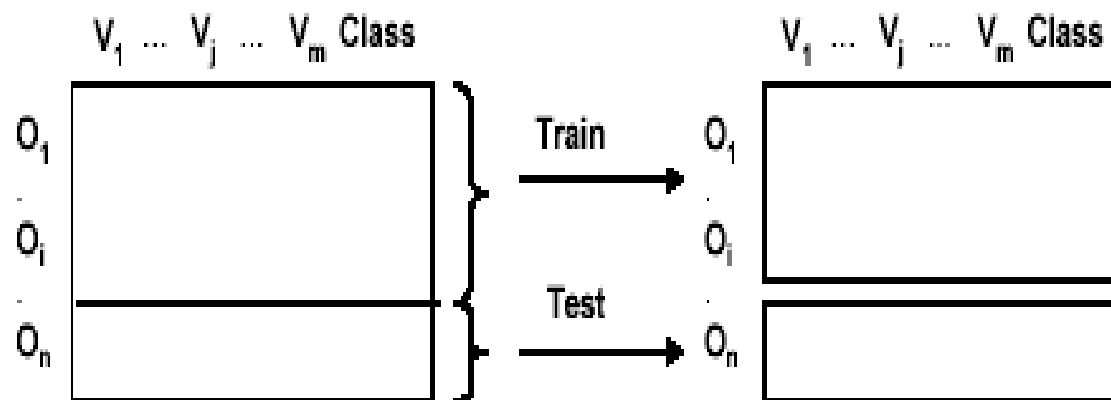 V₁ ... Vⱼ ... Vₘ Class
V₁ ... Vⱼ ... Vₘ Class
O₁
Train
O₁
.
.
Oᵢ
Oᵢ
.
Test
.
Oₙ
Oₙ